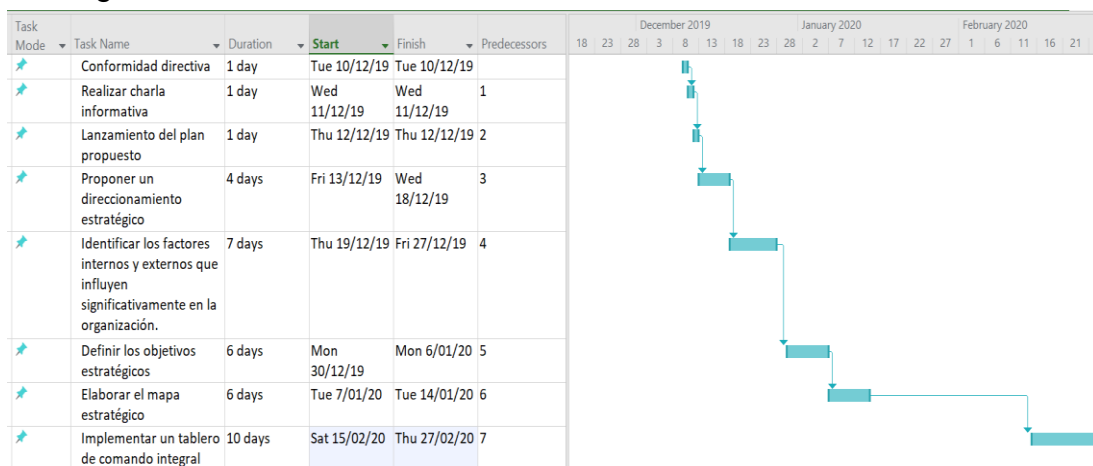 Task
Mode Task Name Duration Start Finish Predecessors
December 2019 January 2020 February 2020
18 23 28 3 8 13 18 23 28 2 7 12 17 22 27 1 6 11 16 21
Conformidad directiva 1 day Tue 10/12/19 Tue 10/12/19
Realizar charla 1 day Wed Wed 1
informativa 11/12/19 11/12/19
Lanzamiento del plan 1 day Thu 12/12/19 Thu 12/12/19 2
propuesto
Proponer un 4 days Fri 13/12/19 Wed 3
direccionamiento 18/12/19
estratégico
Identificar los factores 7 days Thu 19/12/19 Fri 27/12/19 4
internos y externos que
influyen
significativamente en la
organización.
Definir los objetivos 6 days Mon Mon 6/01/20 5
estratégicos 30/12/19
Elaborar el mapa 6 days Tue 7/01/20 Tue 14/01/20 6
estratégico
Implementar un tablero 10 days Sat 15/02/20 Thu 27/02/20 7
de comando integral